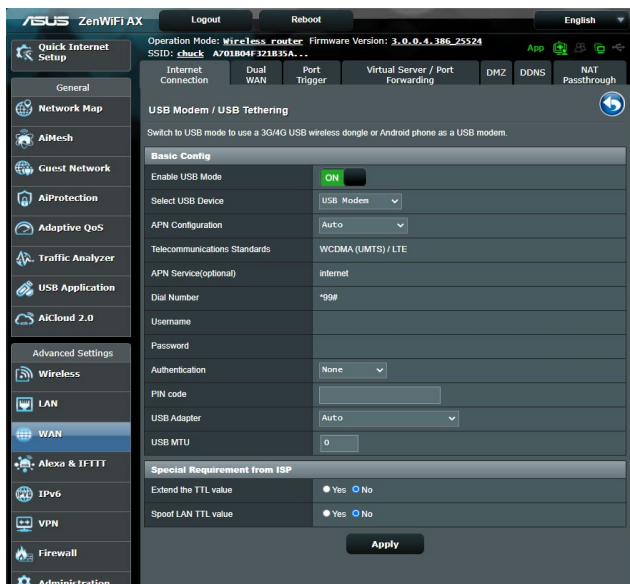 ASUS ZenWiFi AX Logout Reboot English
Quick Internet Setup
Operation Mode: Wireless router Firmware Version: 3.0.0.4.386_25524
SSID: chuck A701B04F321B35A...
App
Internet Connection Dual WAN Port Trigger Virtual Server / Port Forwarding DMZ DDNS NAT Passthrough
General
Network Map
AiMesh
Guest Network
AiProtection
Adaptive QoS
Traffic Analyzer
USB Application
AiCloud 2.0
Advanced Settings
Wireless
LAN
WAN
Alexa & IFTTT
IPv6
VPN
Firewall
Administration
USB Modem / USB Tethering
Switch to USB mode to use a 3G/4G USB wireless dongle or Android phone as a USB modem.
Basic Config
Enable USB Mode ON
Select USB Device USB Modem
APN Configuration Auto
Telecommunications Standards WCDMA (UMTS) / LTE
APN Service(optional) internet
Dial Number *99#
Username
Password
Authentication None
PIN code
USB Adapter Auto
USB MTU 0
Special Requirement from ISP
Extend the TTL value Yes No
Spoof LAN TTL value Yes No
Apply